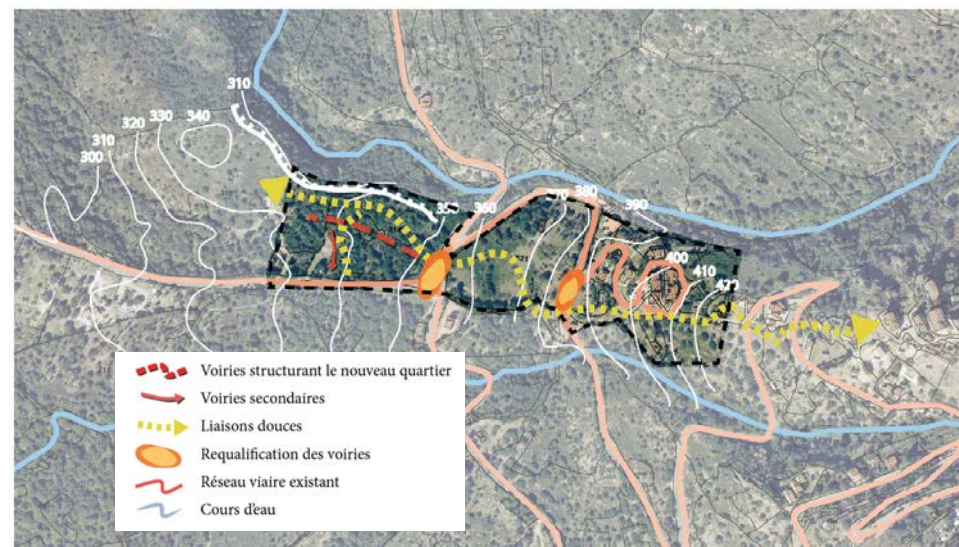 310
340
330
320
310
300
350
360
370
380
390
400
410
420
Voiries structurant le nouveau quartier
Voiries secondaires
Liaisons douces
Requalification des voiries
Réseau viaire existant
Cours d'eau